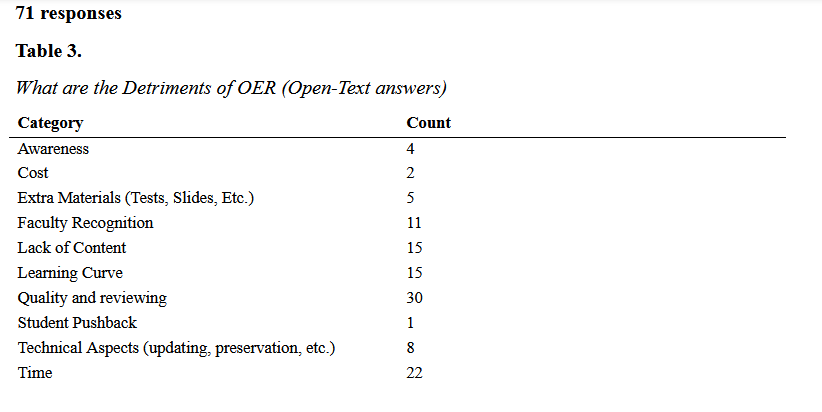 71 responses
Table 3.
What are the Detriments of OER (Open-Text answers)
Category Count
Awareness 4
Cost 2
Extra Materials (Tests, Slides, Etc.) 5
Faculty Recognition 11
Lack of Content 15
Learning Curve 15
Quality and reviewing 30
Student Pushback 1
Technical Aspects (updating, preservation, etc.) 8
Time 22